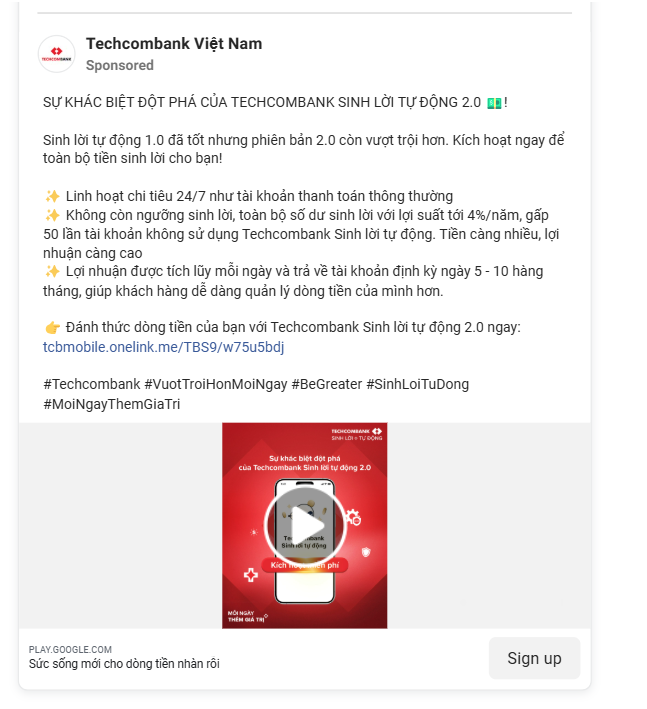 TECHCOMBANK
Techcombank Việt Nam
Sponsored
SỰ KHÁC BIỆT ĐỘT PHÁ CỦA TECHCOMBANK SINH LỜI TỰ ĐỘNG 2.0 💵!
Sinh lời tự động 1.0 đã tốt nhưng phiên bản 2.0 còn vượt trội hơn. Kích hoạt ngay để
toàn bộ tiền sinh lời cho bạn!
✨ Linh hoạt chi tiêu 24/7 như tài khoản thanh toán thông thường
✨ Không còn ngưỡng sinh lời, toàn bộ số dư sinh lời với lợi suất tới 4%/năm, gấp
50 lần tài khoản không sử dụng Techcombank Sinh lời tự động. Tiền càng nhiều, lợi
nhuận càng cao
✨ Lợi nhuận được tích lũy mỗi ngày và trả về tài khoản định kỳ ngày 5 - 10 hàng
tháng, giúp khách hàng dễ dàng quản lý dòng tiền của mình hơn.
👉 Đánh thức dòng tiền của bạn với Techcombank Sinh lời tự động 2.0 ngay:
tcbmobile.onelink.me/TBS9/w75u5bdj
#Techcombank #VuotTroiHonMoiNgay #BeGreater #SinhLoiTuDong
#MoiNgayThemGiaTri
TECHCOMBANK
SINH LỜI TỰ ĐỘNG
Sự khác biệt đột phá
của Techcombank Sinh lời tự động 2.0
Sinh lời tự động
Kích phí
MỖI NGÀY
THÊM GIÁ TRỊ
PLAY.GOOGLE.COM
Sức sống mới cho dòng tiền nhàn rỗi
Sign up